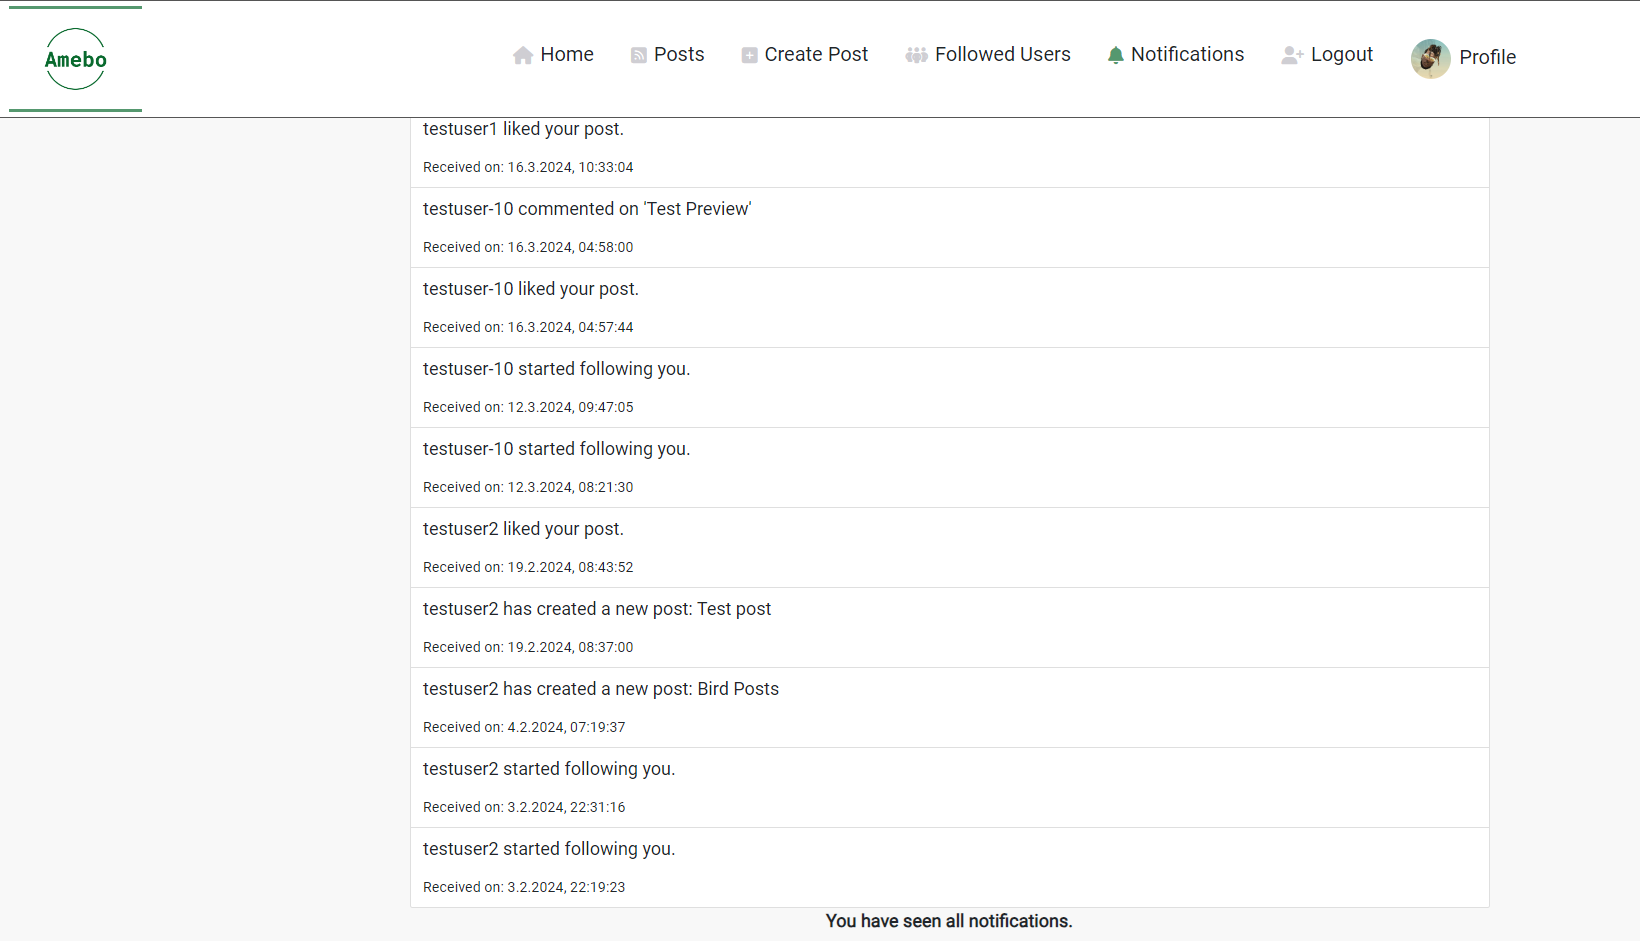 Amebo
Home Posts Create Post Followed Users Notifications Logout Profile
testuser1 liked your post.
Received on: 16.3.2024, 10:33:04
testuser-10 commented on 'Test Preview'
Received on: 16.3.2024, 04:58:00
testuser-10 liked your post.
Received on: 16.3.2024, 04:57:44
testuser-10 started following you.
Received on: 12.3.2024, 09:47:05
testuser-10 started following you.
Received on: 12.3.2024, 08:21:30
testuser2 liked your post.
Received on: 19.2.2024, 08:43:52
testuser2 has created a new post: Test post
Received on: 19.2.2024, 08:37:00
testuser2 has created a new post: Bird Posts
Received on: 4.2.2024, 07:19:37
testuser2 started following you.
Received on: 3.2.2024, 22:31:16
testuser2 started following you.
Received on: 3.2.2024, 22:19:23
You have seen all notifications.